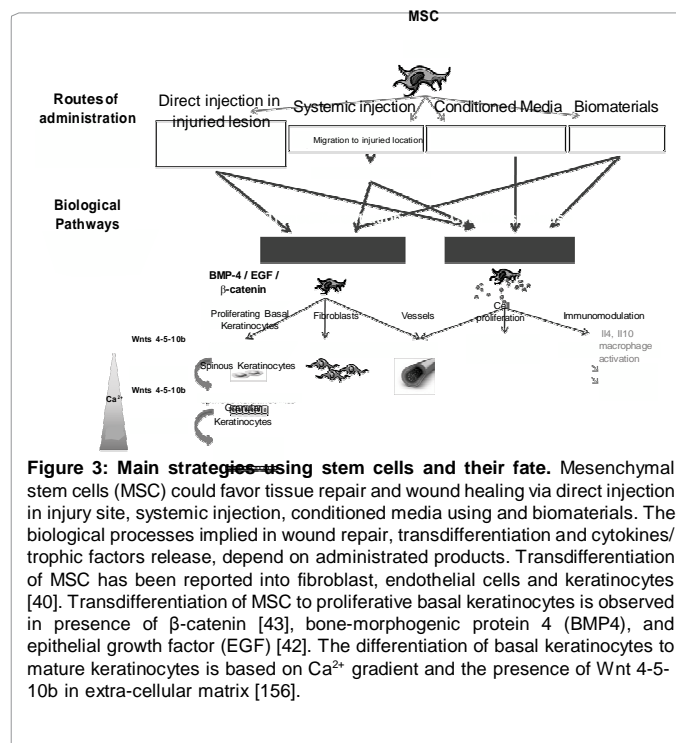 MSC
Routes of
administration
Direct injection in
injuried lesion
Systemic injection
Conditioned Media
Biomaterials
Migration to injuried location
Biological
Pathways
BMP-4 / EGF /
β-catenin
Proliferating Basal
Keratinocytes
Fibroblasts
Vessels
Cell
proliferation
Immunomodulation
Il4, Il10
macrophage
activation
Wnts 4-5-10b
Spinous Keratinocytes
Wnts 4-5-10b
Ca²⁺
Granular
Keratinocytes
Figure 3: Main strategies using stem cells and their fate. Mesenchymal
stem cells (MSC) could favor tissue repair and wound healing via direct injection
in injury site, systemic injection, conditioned media using and biomaterials. The
biological processes implied in wound repair, transdifferentiation and cytokines/
trophic factors release, depend on administrated products. Transdifferentiation
of MSC has been reported into fibroblast, endothelial cells and keratinocytes
[40]. Transdifferentiation of MSC to proliferative basal keratinocytes is observed
in presence of β-catenin [43], bone-morphogenic protein 4 (BMP4), and
epithelial growth factor (EGF) [42]. The differentiation of basal keratinocytes to
mature keratinocytes is based on Ca²⁺ gradient and the presence of Wnt 4-5-
10b in extra-cellular matrix [156].